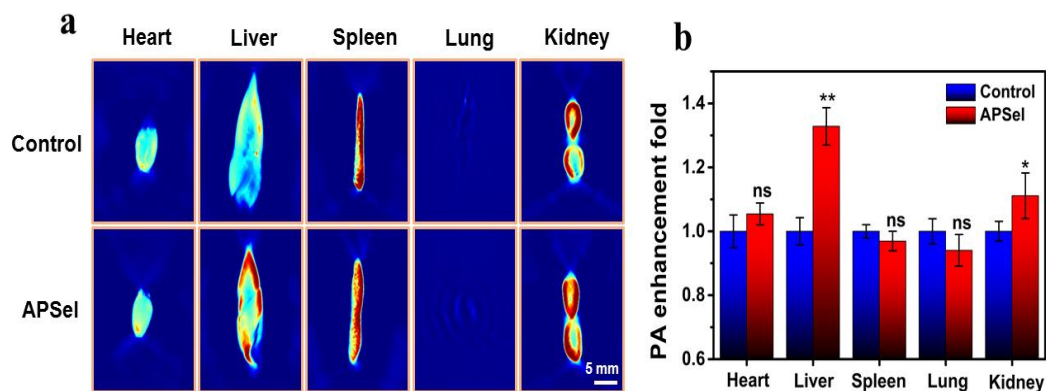 a
Heart Liver Spleen Lung Kidney
Control
APSel
5 mm
b
PA enhancement fold
1.4
1.2
1.0
0.8
0.6
Control
APSel
ns
**
ns
ns
*
Heart Liver Spleen Lung Kidney